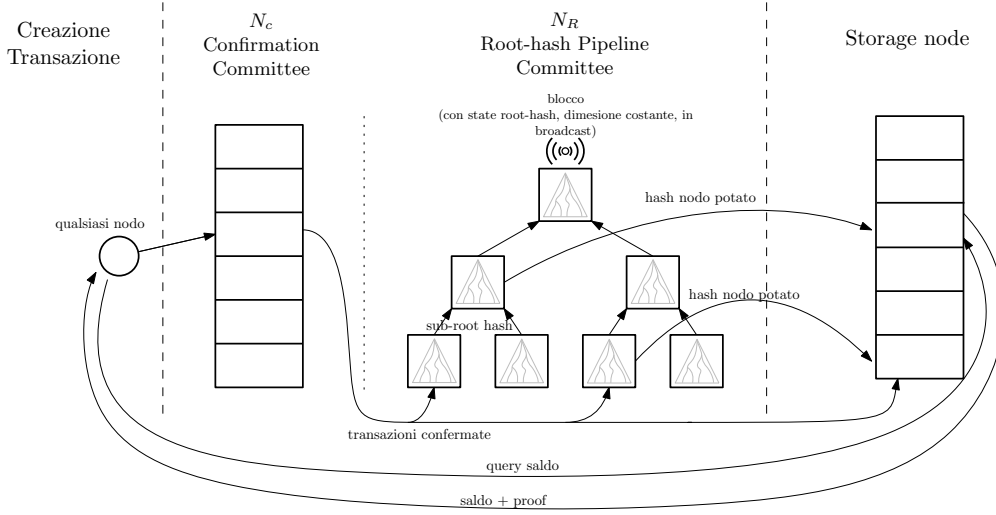 Creazione
Transazione
N_c
Confirmation
Committee
N_R
Root-hash Pipeline
Committee
Storage node
blocco
(con state root-hash, dimesione costante, in
broadcast)
qualsiasi nodo
hash nodo potato
hash nodo potato
sub-root hash
transazioni confermate
query saldo
saldo + proof